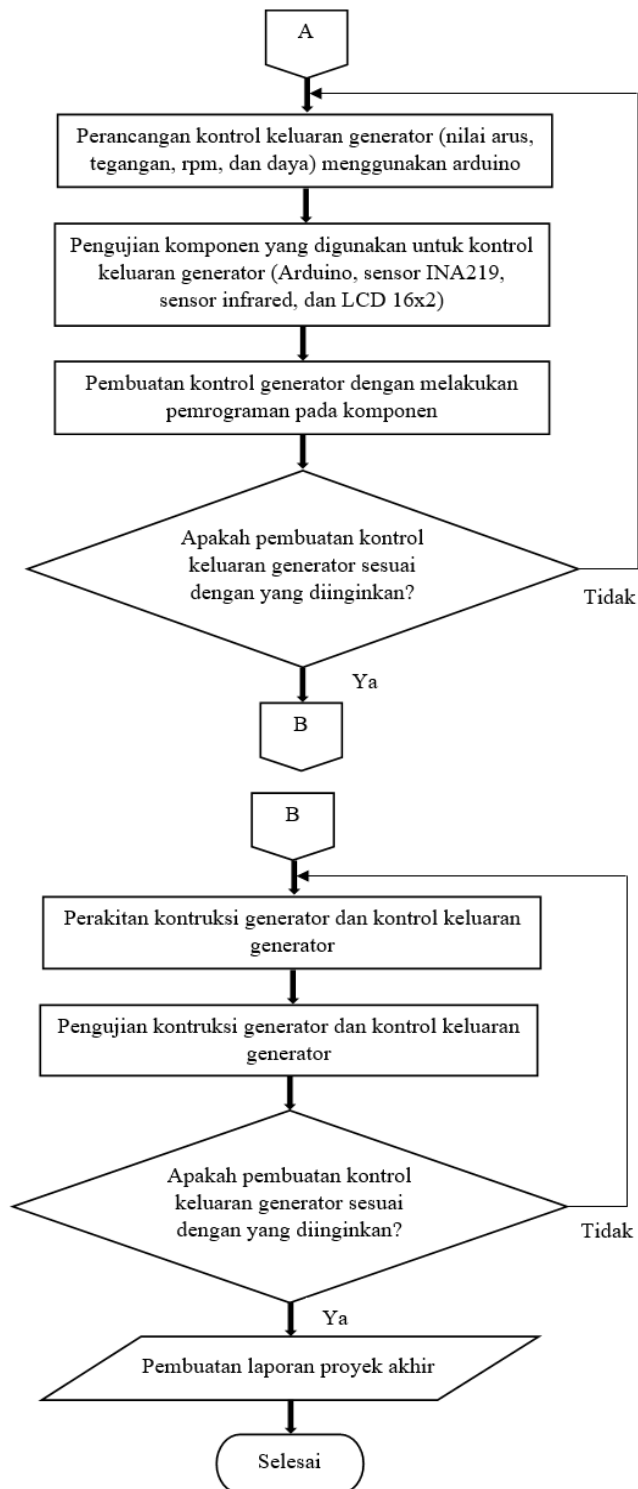 A
Perancangan kontrol keluaran generator (nilai arus,
tegangan, rpm, dan daya) menggunakan arduino
Pengujian komponen yang digunakan untuk kontrol
keluaran generator (Arduino, sensor INA219,
sensor infrared, dan LCD 16x2)
Pembuatan kontrol generator dengan melakukan
pemrograman pada komponen
Apakah pembuatan kontrol
keluaran generator sesuai
dengan yang diinginkan?
Tidak
Ya
B
B
Perakitan kontruksi generator dan kontrol keluaran
generator
Pengujian kontruksi generator dan kontrol keluaran
generator
Apakah pembuatan kontrol
keluaran generator sesuai
dengan yang diinginkan?
Tidak
Ya
Pembuatan laporan proyek akhir
Selesai